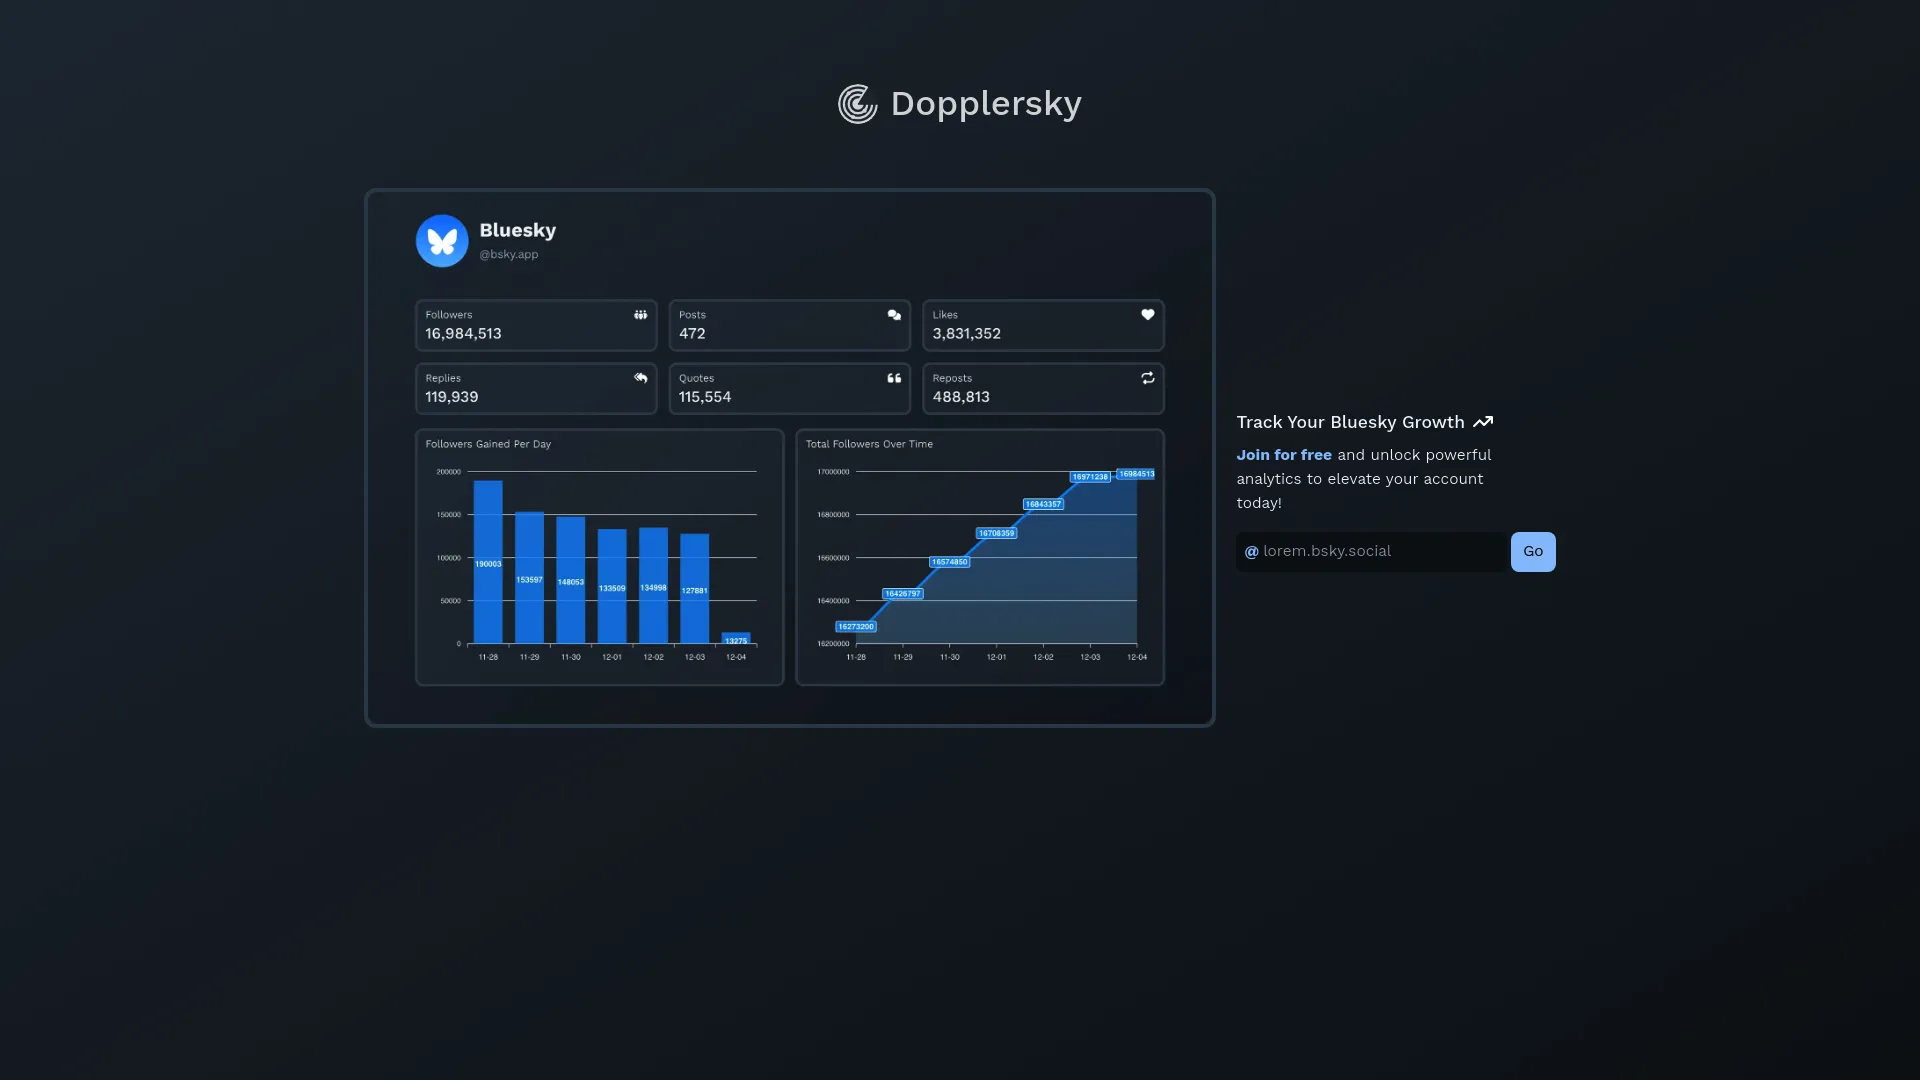 Dopplersky
Bluesky
@bsky.app
Followers
16,984,513
Posts
472
Likes
3,831,352
Replies
119,939
Quotes
115,554
Reposts
488,813
Followers Gained Per Day
200000
150000
100000
50000
0
190003
153597
148053
133509
134998
127881
13275
11-28
11-29
11-30
12-01
12-02
12-03
12-04
Total Followers Over Time
17000000
16800000
16600000
16400000
16200000
16273200
16426797
16574850
16708359
16843357
16971238
16984513
11-28
11-29
11-30
12-01
12-02
12-03
12-04
Track Your Bluesky Growth
Join for free and unlock powerful
analytics to elevate your account
today!
@ lorem.bsky.social
Go